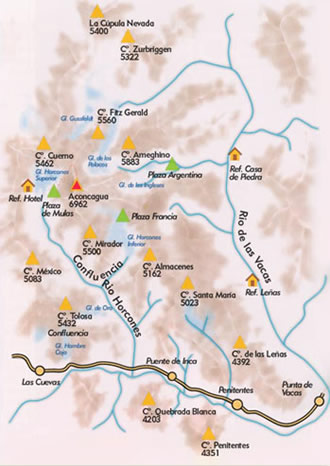 La Cúpula Nevada
5400
Cº. Zurbriggen
5322
Gl. Gussfeldt
Cº. Fitz Gerald
5560
Cº. Cuerno
5462
Gl. Horcones
Superior
Gl. de los
Polacos
Cº. Ameghino
5883
Ref. Casa
de Piedra
Plaza Argentina
Gl. de los Ingleses
Ref. Hotel
Plaza
de Mulas
Aconcagua
6962
Plaza Francia
Río de las Vacas
Cº. Mirador
5500
Gl. Horcones
Inferior
Confluencia
Río Horcones
Cº. México
5083
Cº. Almacenes
5162
Cº. Santa María
5023
Ref. Leñas
Gl. de Oro
Cº. Tolosa
5432
Confluencia
Gl. Hombre
Cojo
Cº. de las Leñas
4392
Las Cuevas
Puente de Inca
Penitentes
Punta de
Vacas
Cº. Quebrada Blanca
4203
Cº. Penitentes
4351